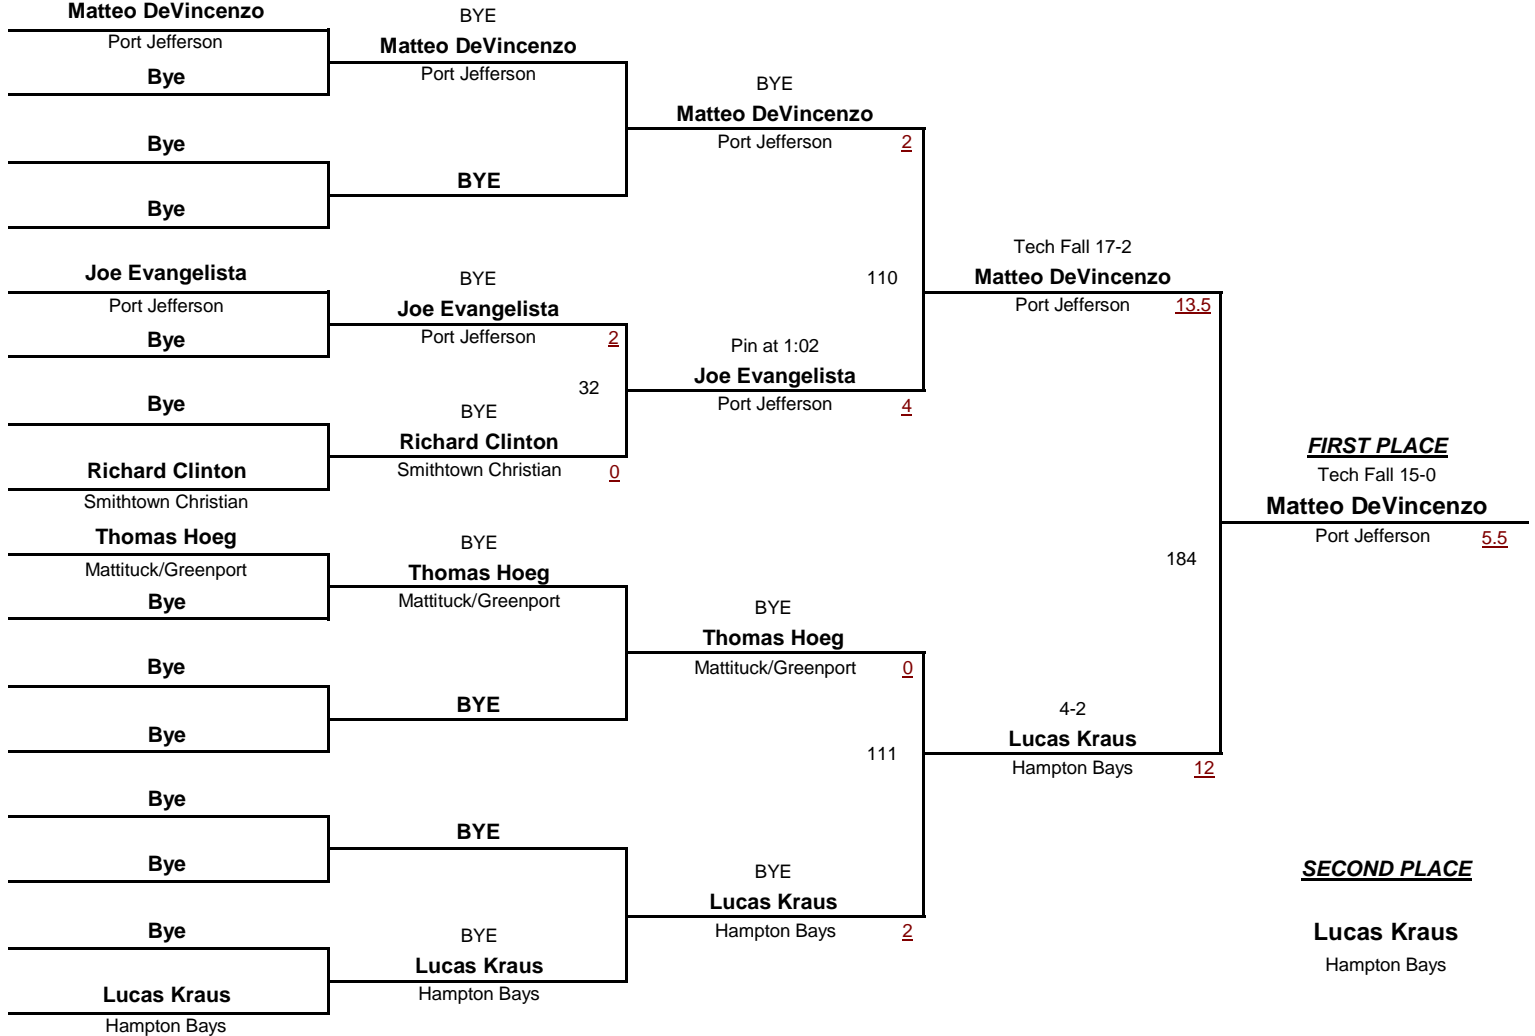 Matteo DeVincenzo
Port Jefferson
Bye
Bye
Bye
Joe Evangelista
Port Jefferson
Bye
Bye
Richard Clinton
Smithtown Christian
Thomas Hoeg
Mattituck/Greenport
Bye
Bye
Bye
Bye
Bye
Bye
Lucas Kraus
Hampton Bays
BYE
Matteo DeVincenzo
Port Jefferson
BYE
BYE
Joe Evangelista
Port Jefferson 2
32
BYE
Richard Clinton
Smithtown Christian 0
BYE
Thomas Hoeg
Mattituck/Greenport
BYE
BYE
BYE
Lucas Kraus
Hampton Bays
BYE
Matteo DeVincenzo
Port Jefferson 2
110
Pin at 1:02
Joe Evangelista
Port Jefferson 4
BYE
Thomas Hoeg
Mattituck/Greenport 0
111
BYE
Lucas Kraus
Hampton Bays 2
Tech Fall 17-2
Matteo DeVincenzo
Port Jefferson 13.5
184
4-2
Lucas Kraus
Hampton Bays 12
FIRST PLACE
Tech Fall 15-0
Matteo DeVincenzo
Port Jefferson 5.5
SECOND PLACE
Lucas Kraus
Hampton Bays